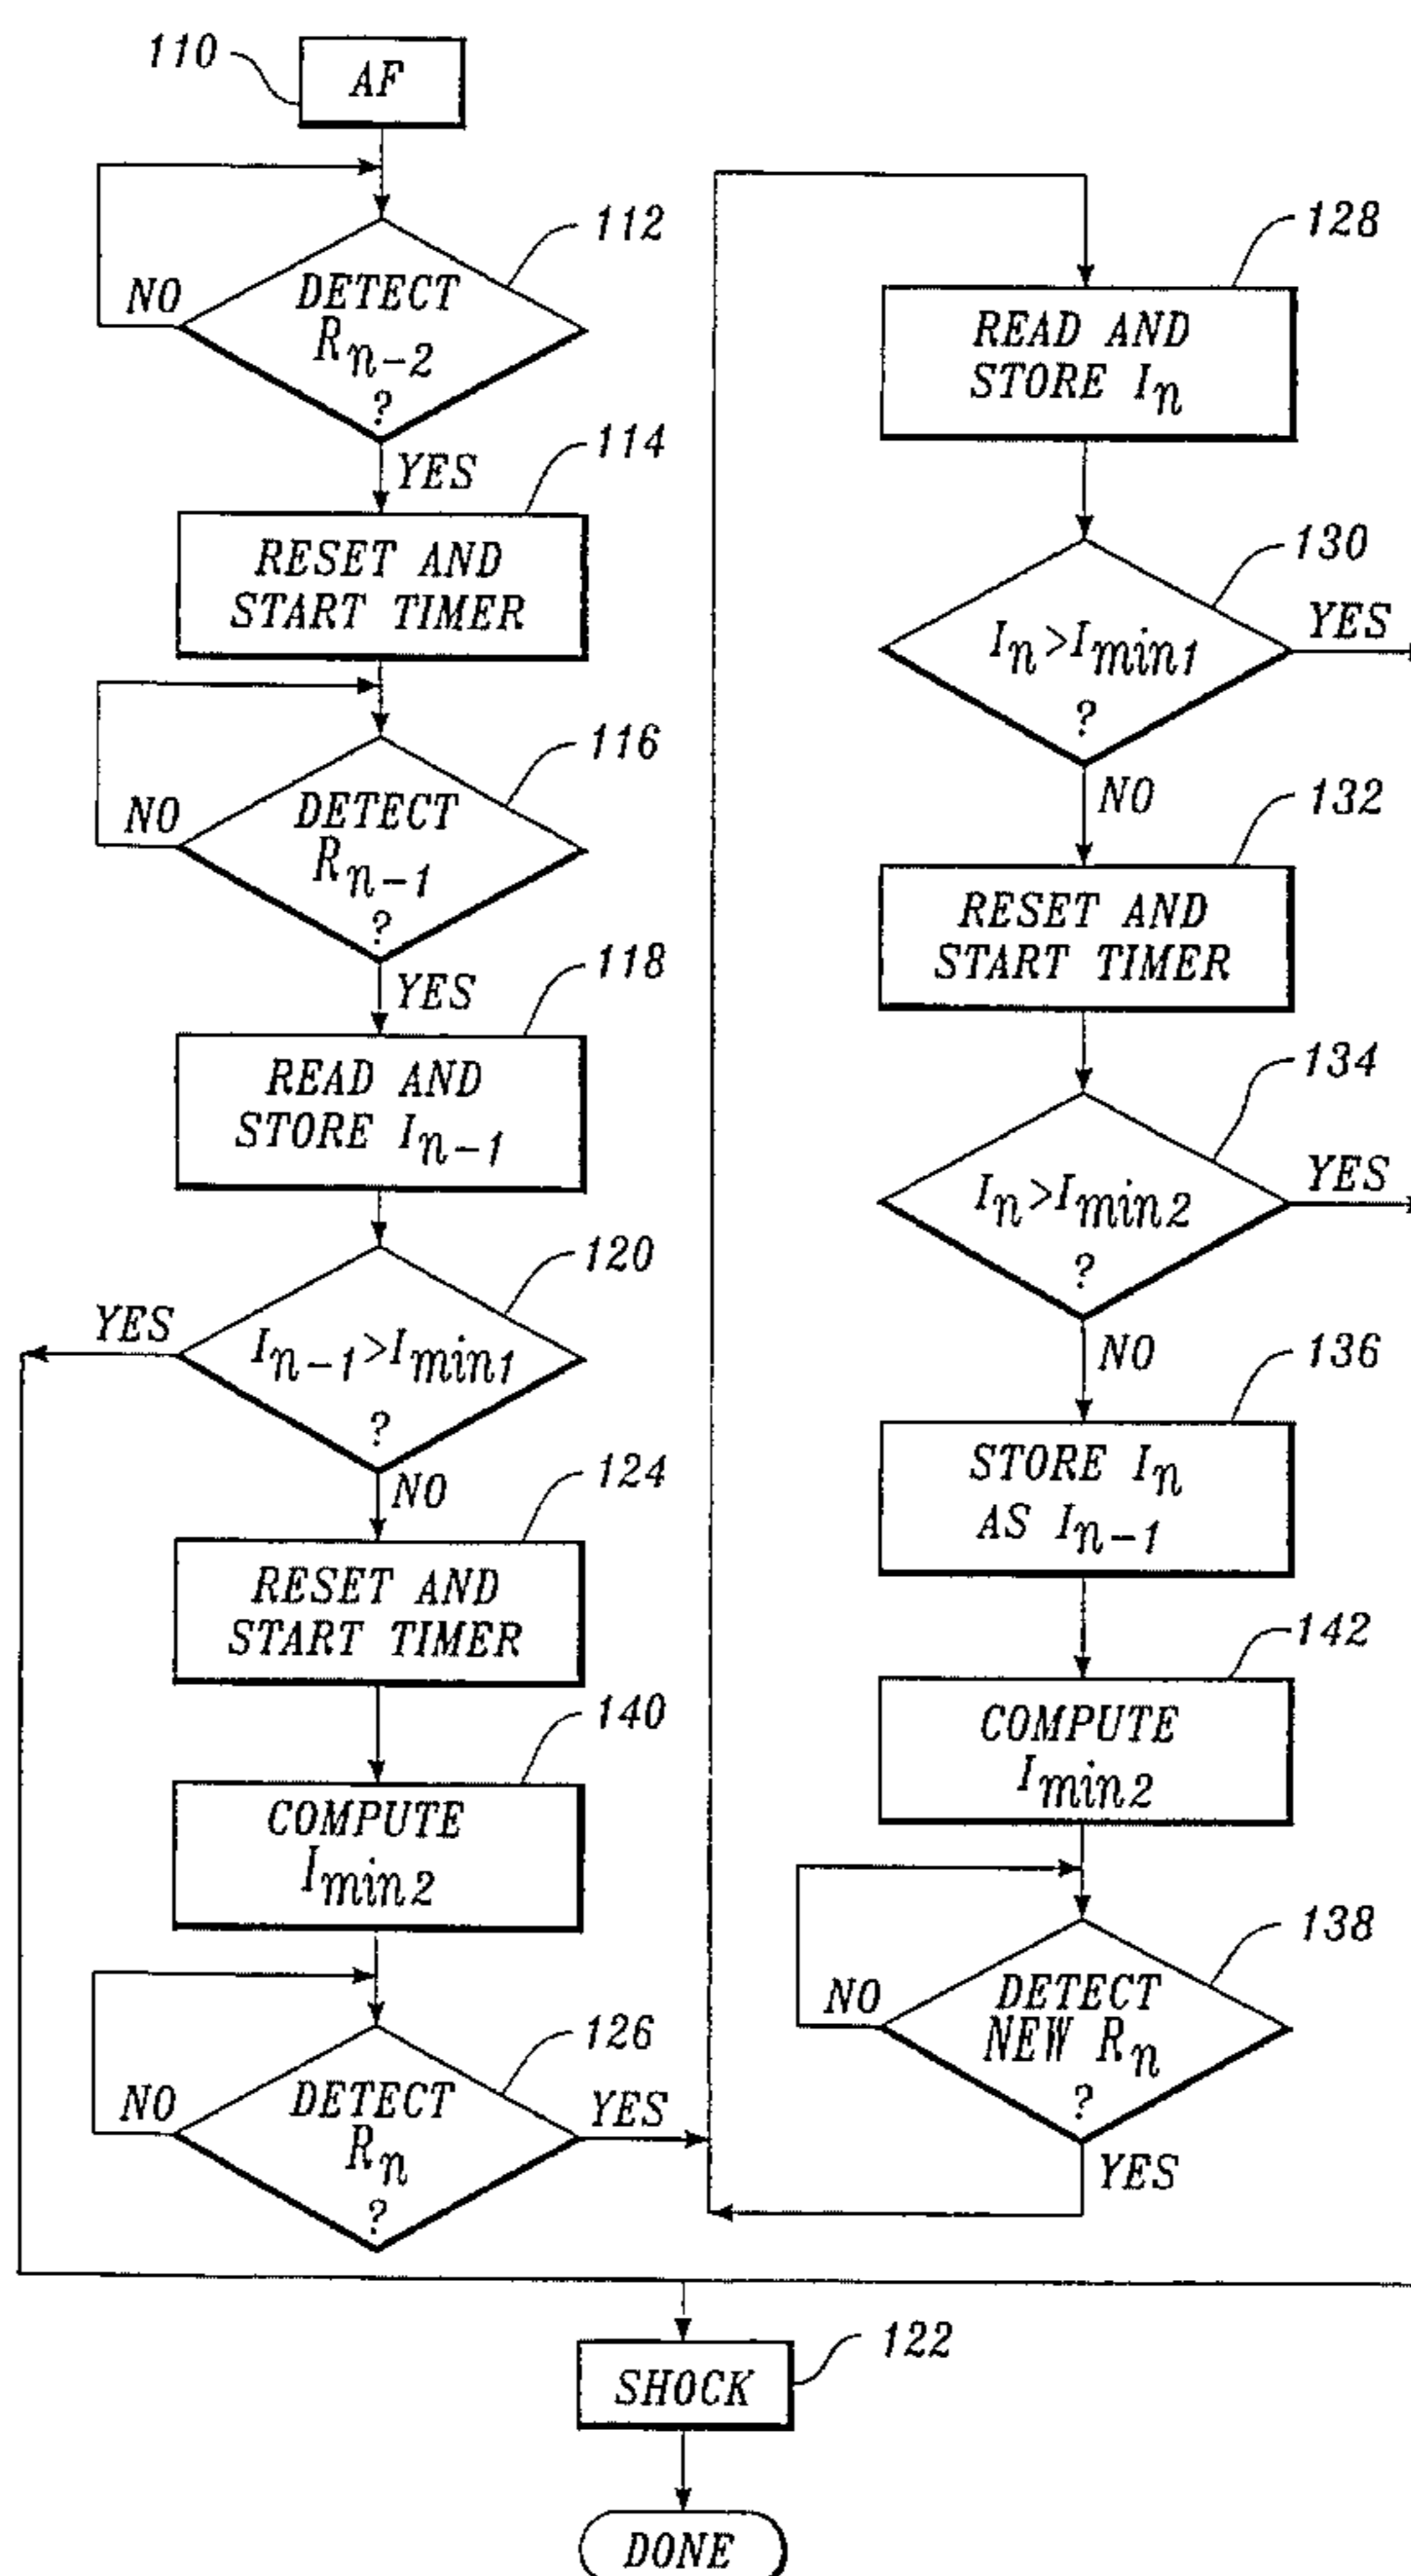 110
AF
112
DETECT
Rn-2
?
NO
YES
114
RESET AND
START TIMER
116
DETECT
Rn-1
?
NO
YES
118
READ AND
STORE In-1
120
In-1>Imin1
?
YES
NO
124
RESET AND
START TIMER
140
COMPUTE
Imin2
126
DETECT
Rn
?
NO
YES
128
READ AND
STORE In
130
In>Imin1
?
YES
NO
132
RESET AND
START TIMER
134
In>Imin2
?
YES
NO
136
STORE In
AS In-1
142
COMPUTE
Imin2
138
DETECT
NEW Rn
?
NO
YES
122
SHOCK
DONE